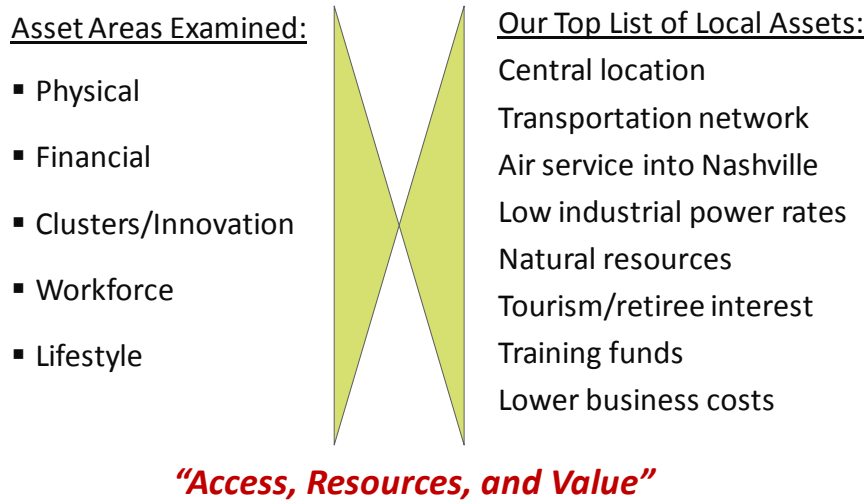 Asset Areas Examined:
▪ Physical
▪ Financial
▪ Clusters/Innovation
▪ Workforce
▪ Lifestyle
Our Top List of Local Assets:
Central location
Transportation network
Air service into Nashville
Low industrial power rates
Natural resources
Tourism/retiree interest
Training funds
Lower business costs
“Access, Resources, and Value”